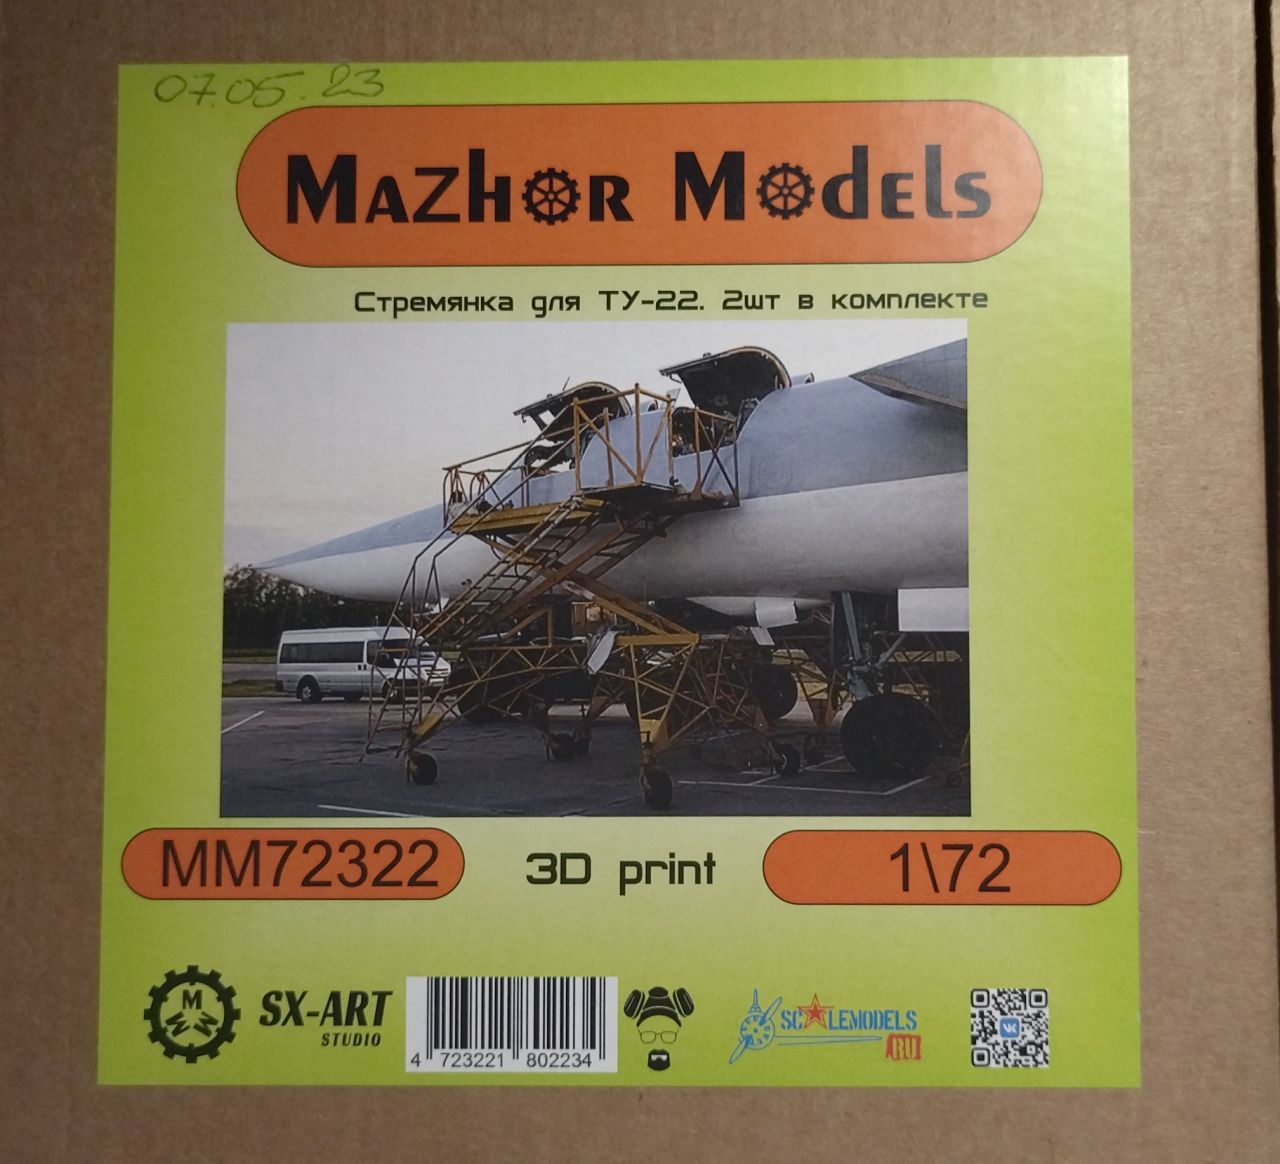 07.05.23
MAZHOR MODELS
Стремянка для ТУ-22. 2шт в комплекте
MM72322
3D print
1\72
M M M
SX-ART
STUDIO
4 723221 802234
SCALEMODELS
.RU